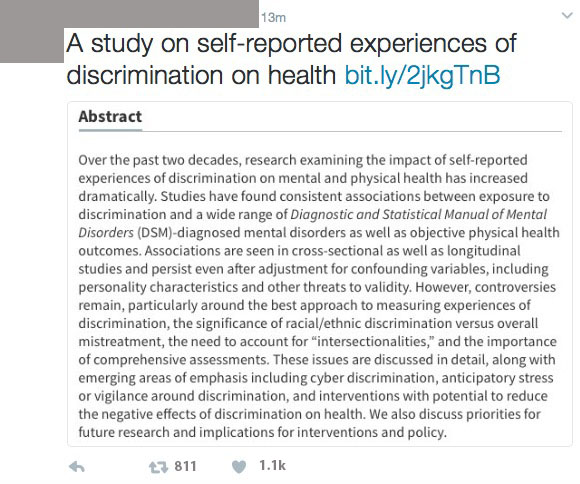 13m
A study on self-reported experiences of
discrimination on health bit.ly/2jkgTnB
Abstract
Over the past two decades, research examining the impact of self-reported
experiences of discrimination on mental and physical health has increased
dramatically. Studies have found consistent associations between exposure to
discrimination and a wide range of Diagnostic and Statistical Manual of Mental
Disorders (DSM)-diagnosed mental disorders as well as objective physical health
outcomes. Associations are seen in cross-sectional as well as longitudinal
studies and persist even after adjustment for confounding variables, including
personality characteristics and other threats to validity. However, controversies
remain, particularly around the best approach to measuring experiences of
discrimination, the significance of racial/ethnic discrimination versus overall
mistreatment, the need to account for “intersectionalities,” and the importance
of comprehensive assessments. These issues are discussed in detail, along with
emerging areas of emphasis including cyber discrimination, anticipatory stress
or vigilance around discrimination, and interventions with potential to reduce
the negative effects of discrimination on health. We also discuss priorities for
future research and implications for interventions and policy.
811 1.1k